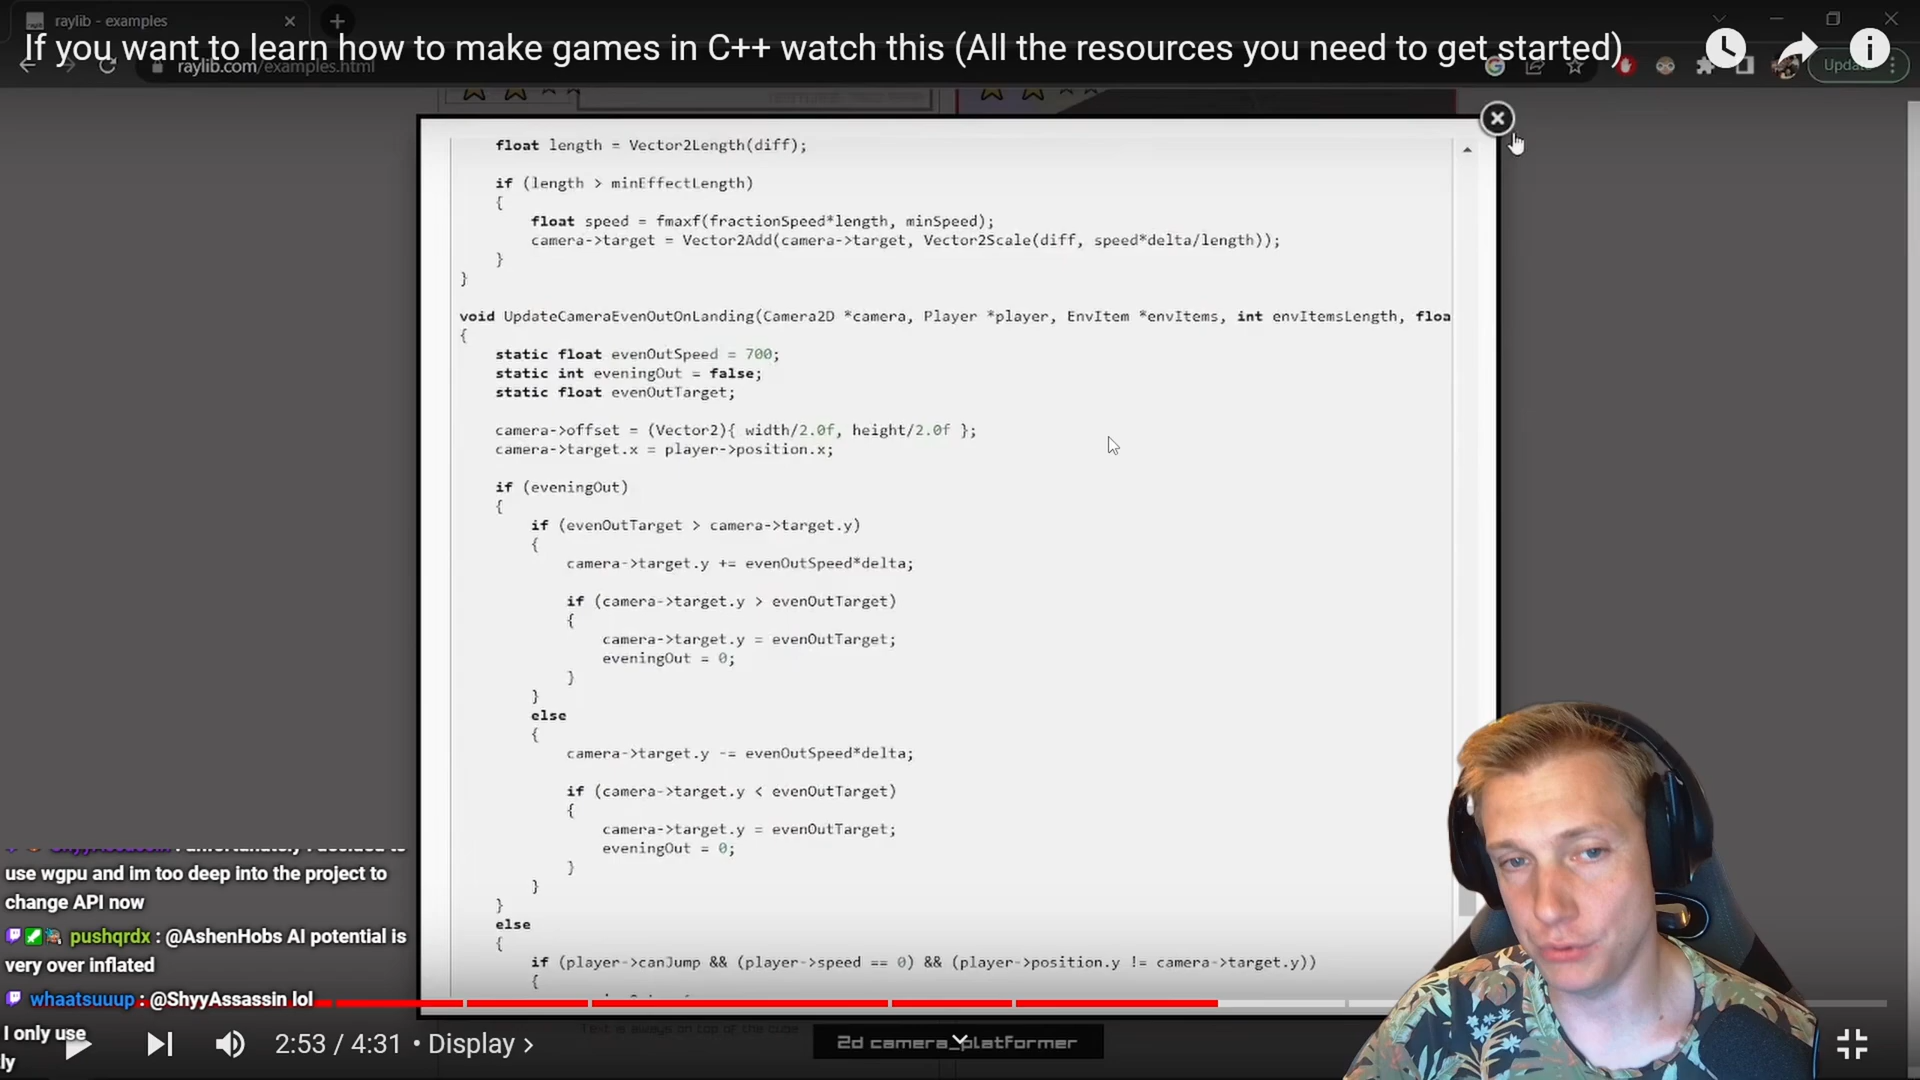 raylib - examples
If you want to learn how to make games in C++ watch this (All the resources you need to get started)
raylib.com/examples.html
Update
float length = Vector2Length(diff);
if (length > minEffectLength)
{
float speed = fmaxf(fractionSpeed*length, minSpeed);
camera->target = Vector2Add(camera->target, Vector2Scale(diff, speed*delta/length));
}
}
void UpdateCameraEvenOutOnLanding(Camera2D *camera, Player *player, EnvItem *envItems, int envItemsLength, floa
{
static float evenOutSpeed = 700;
static int eveningOut = false;
static float evenOutTarget;
camera->offset = (Vector2){ width/2.0f, height/2.0f };
camera->target.x = player->position.x;
if (eveningOut)
{
if (evenOutTarget > camera->target.y)
{
camera->target.y += evenOutSpeed*delta;
if (camera->target.y > evenOutTarget)
{
camera->target.y = evenOutTarget;
eveningOut = 0;
}
}
else
{
camera->target.y -= evenOutSpeed*delta;
if (camera->target.y < evenOutTarget)
{
camera->target.y = evenOutTarget;
eveningOut = 0;
}
}
}
else
{
if (player->canJump && (player->speed == 0) && (player->position.y != camera->target.y))
{
use wgpu and im too deep into the project to
change API now
pushqrdx : @AshenHobs AI potential is
very over inflated
whaatsuuup : @ShyyAssassin lol
I only use
ly
2:53 / 4:31 • Display >
2d camera platformer